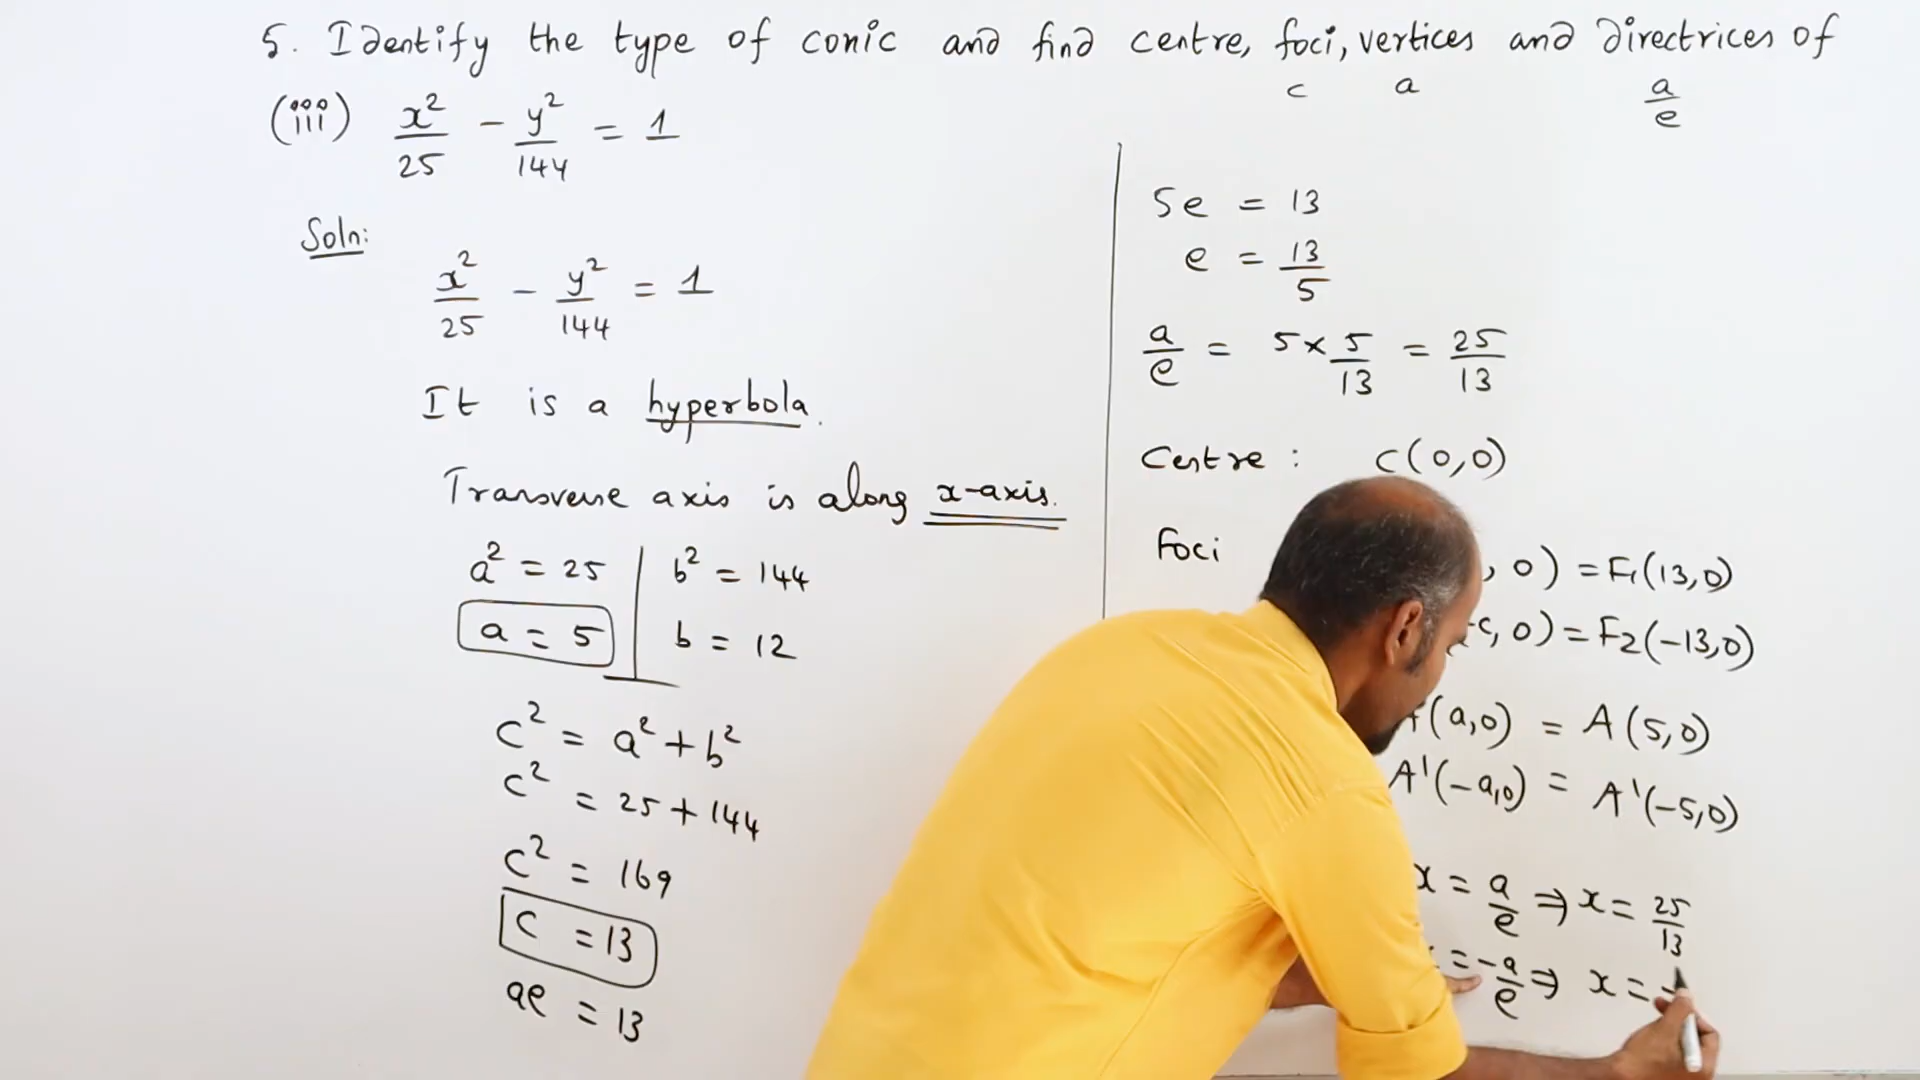 5. Identify the type of conic and find centre, foci, vertices and directrices of
c a a/e
(iii) x²/25 - y²/144 = 1
Soln:
x²/25 - y²/144 = 1
It is a hyperbola.
Transverse axis is along x-axis.
a² = 25 | b² = 144
a = 5 | b = 12
c² = a² + b²
c² = 25 + 144
c² = 169
c = 13
ae = 13
5e = 13
e = 13/5
a/e = 5 × 5/13 = 25/13
Centre : C(0,0)
Foci , 0) = F₁(13,0)
c, 0) = F₂(-13,0)
(a,0) = A(5,0)
A'(-a,0) = A'(-5,0)
x = a/e ⇒ x = 25/13
= -a/e ⇒ x = -